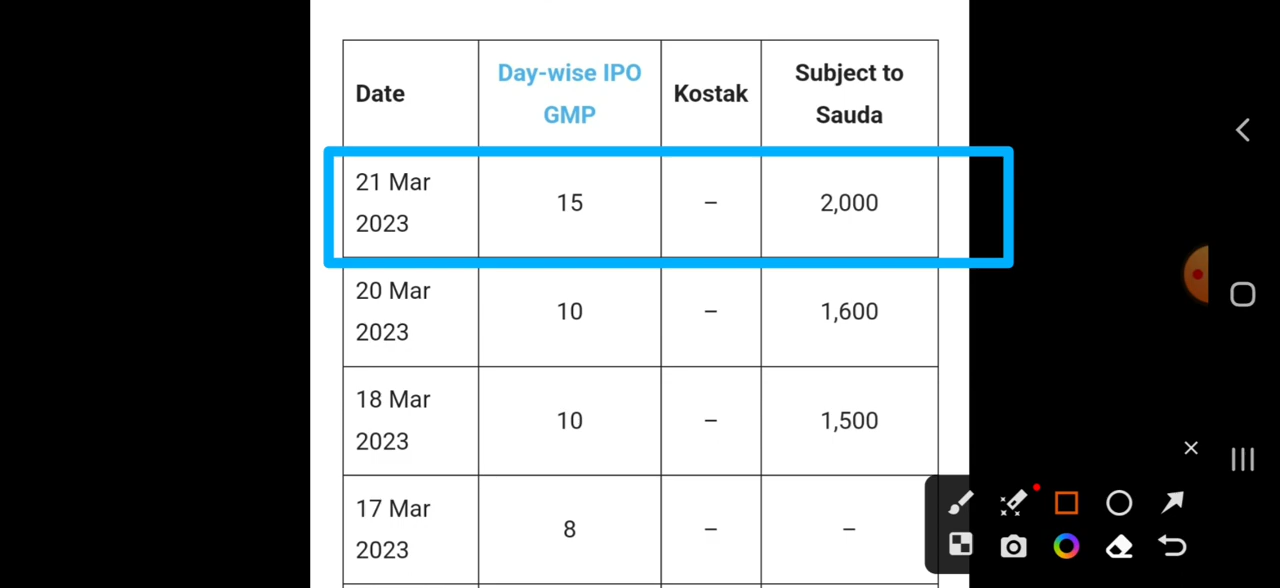 Date Day-wise IPO GMP Kostak Subject to Sauda
21 Mar 2023 15 – 2,000
20 Mar 2023 10 – 1,600
18 Mar 2023 10 – 1,500
17 Mar 2023 8 – –